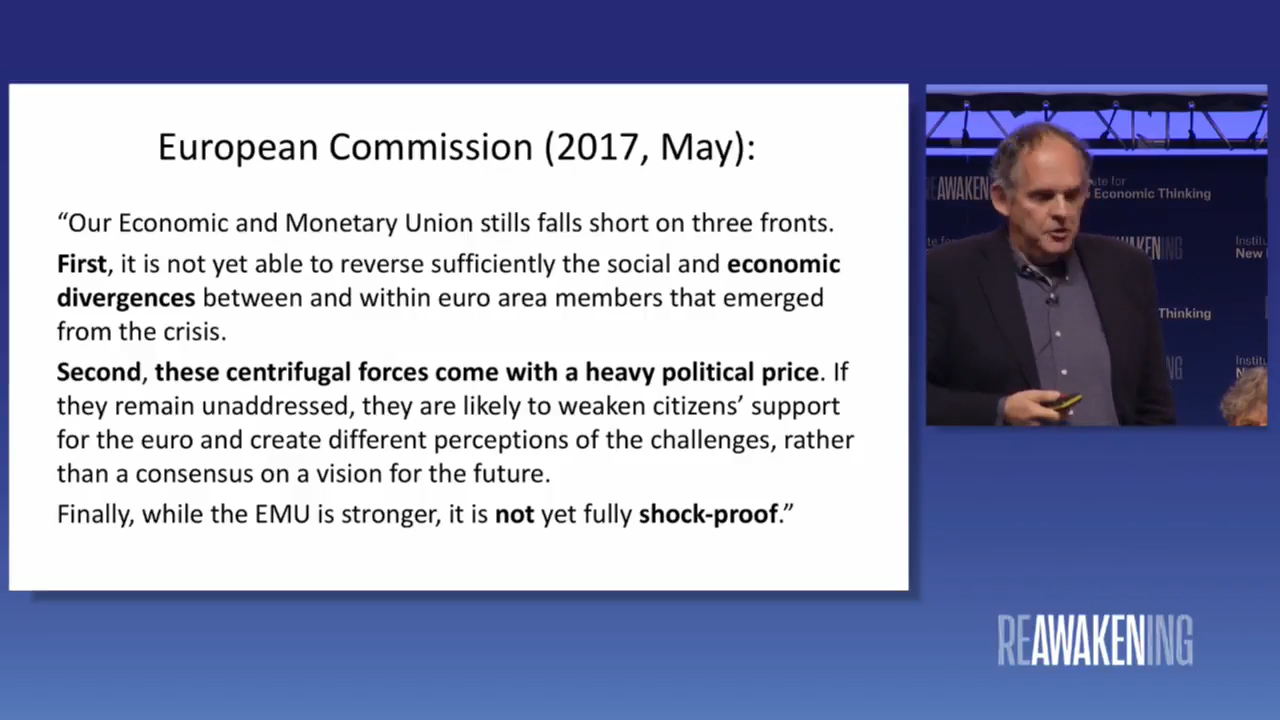 European Commission (2017, May):
“Our Economic and Monetary Union stills falls short on three fronts.
First, it is not yet able to reverse sufficiently the social and economic
divergences between and within euro area members that emerged
from the crisis.
Second, these centrifugal forces come with a heavy political price. If
they remain unaddressed, they are likely to weaken citizens’ support
for the euro and create different perceptions of the challenges, rather
than a consensus on a vision for the future.
Finally, while the EMU is stronger, it is not yet fully shock-proof.”
Economic Thinking
Thinking
REAWAKENING